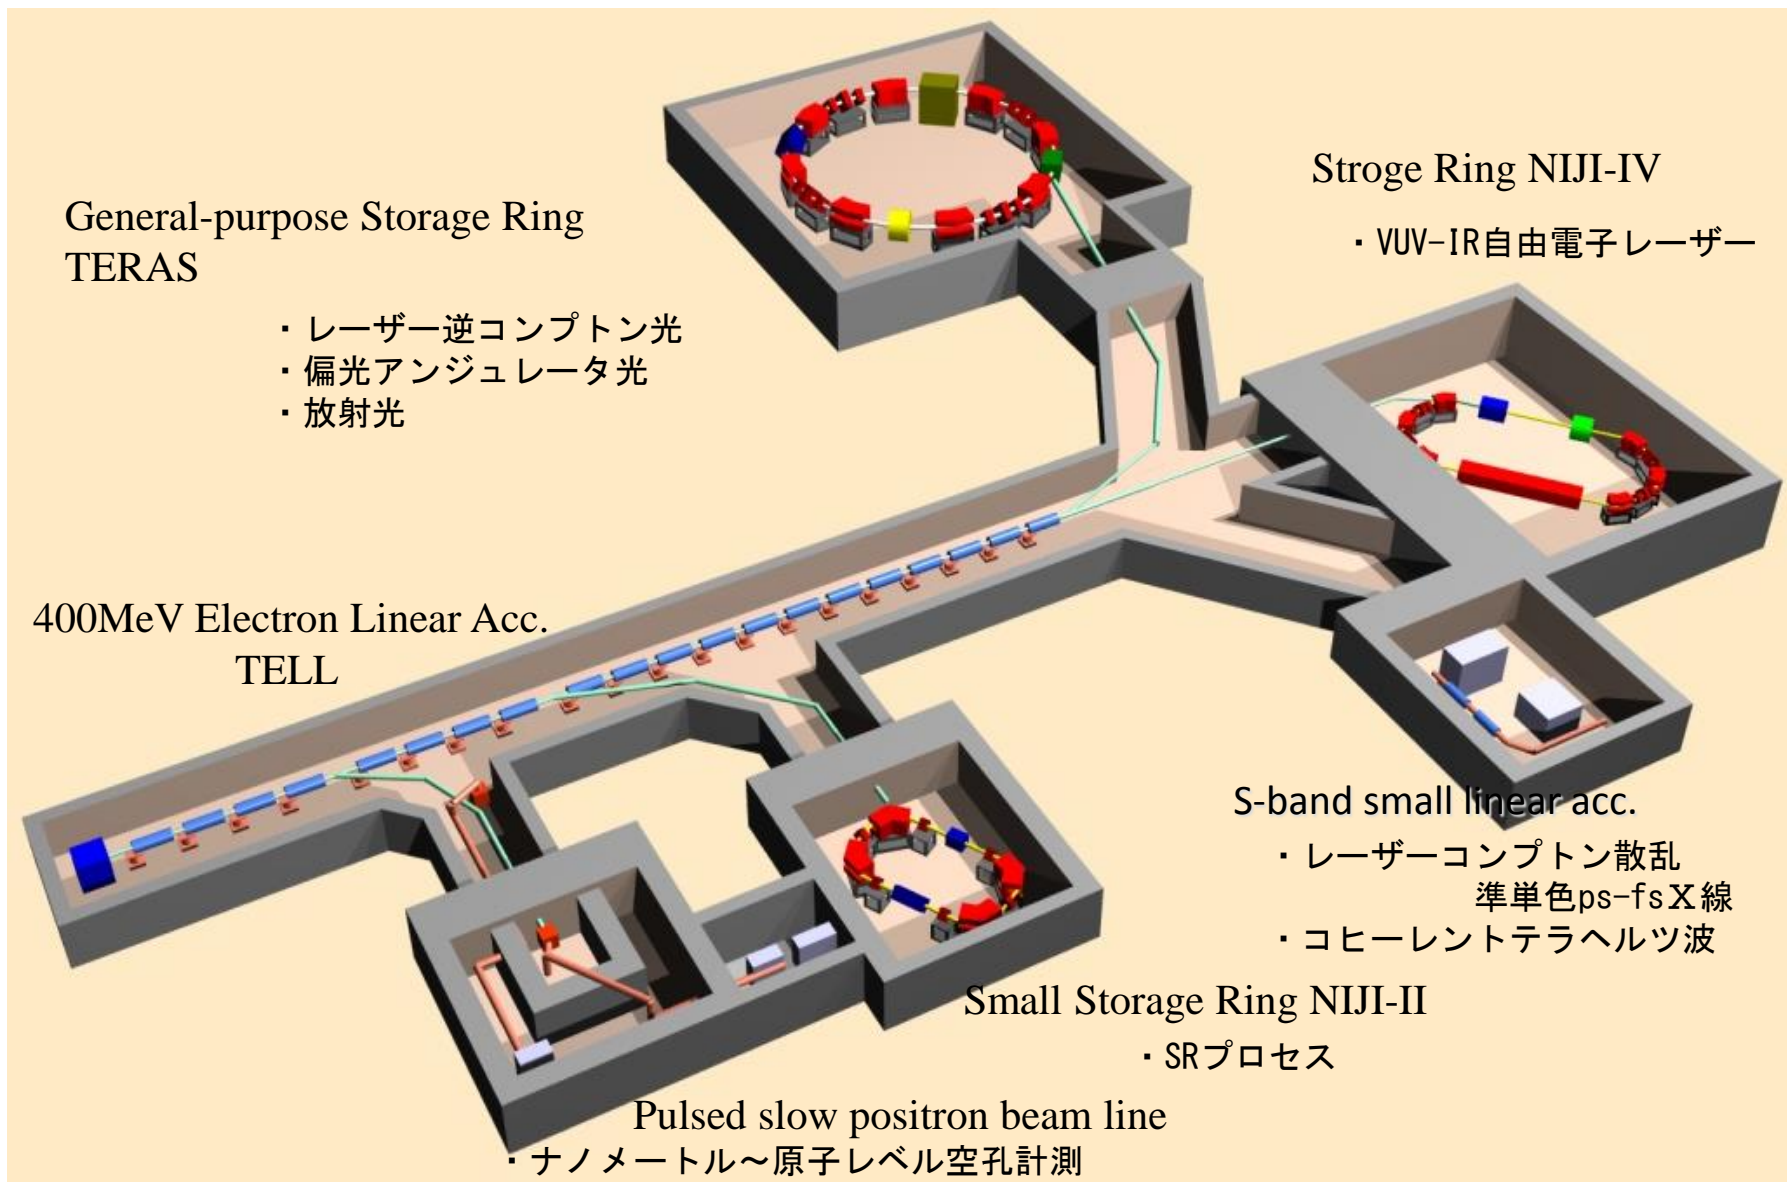 General-purpose Storage Ring
TERAS
・レーザー逆コンプトン光
・偏光アンジュレータ光
・放射光
Stroge Ring NIJI-IV
・VUV-IR自由電子レーザー
400MeV Electron Linear Acc.
TELL
S-band small linear acc.
・レーザーコンプトン散乱
準単色ps-fsX線
・コヒーレントテラヘルツ波
Small Storage Ring NIJI-II
・SRプロセス
Pulsed slow positron beam line
・ナノメートル～原子レベル空孔計測